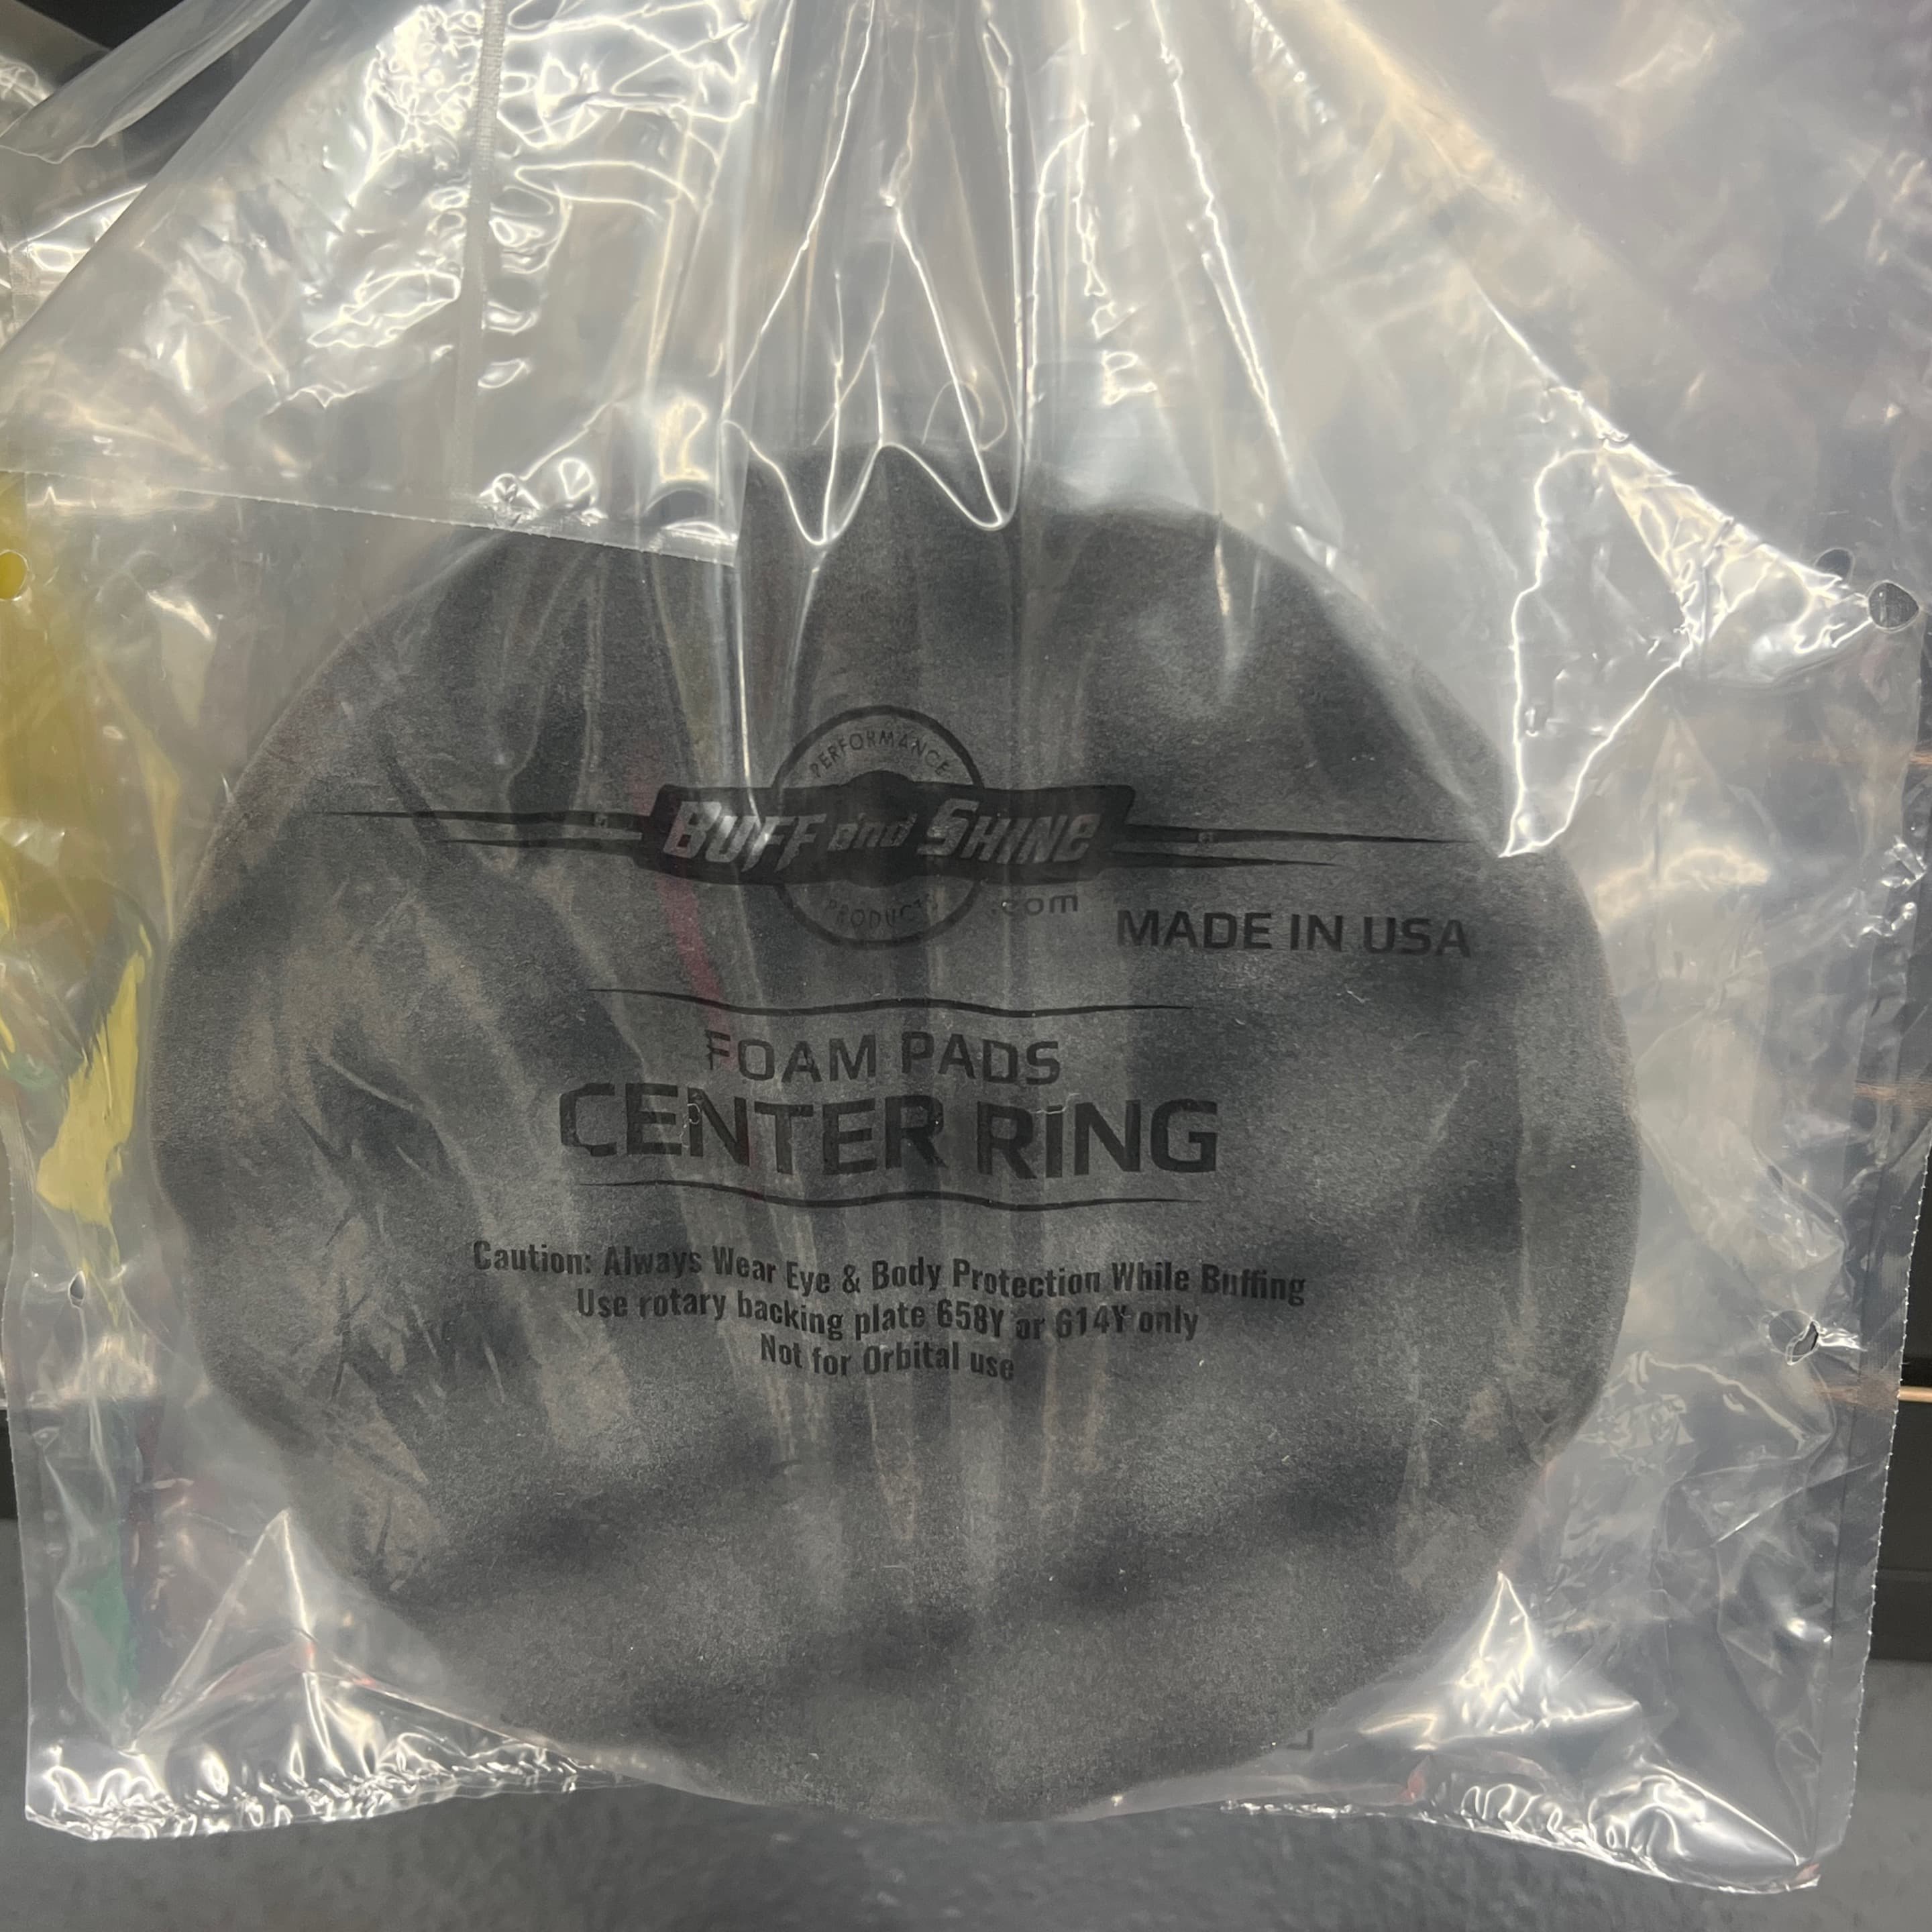 PERFORMANCE
BUFF and SHINE
PRODUCTS
.com
MADE IN USA
FOAM PADS
CENTER RING
Caution: Always Wear Eye & Body Protection While Buffing
Use rotary backing plate 658Y or 614Y only
Not for Orbital use